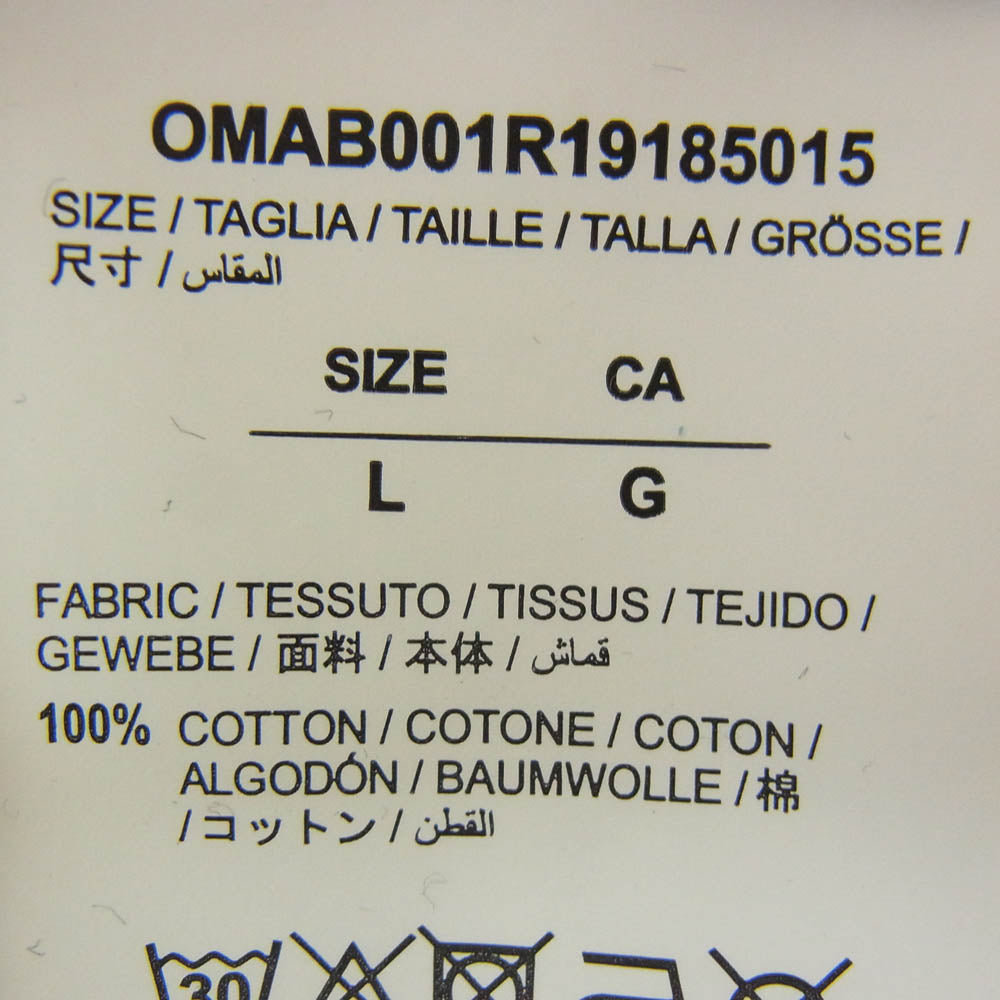 OMAB001R19185015
SIZE / TAGLIA / TAILLE / TALLA / GRÖSSE /
尺寸 / المقاس
SIZE CA
L G
FABRIC / TESSUTO / TISSUS / TEJIDO /
GEWEBE / 面料 / 本体 / قماش
100% COTTON / COTONE / COTON /
ALGODÓN / BAUMWOLLE / 棉
/ コットン / القطن
30